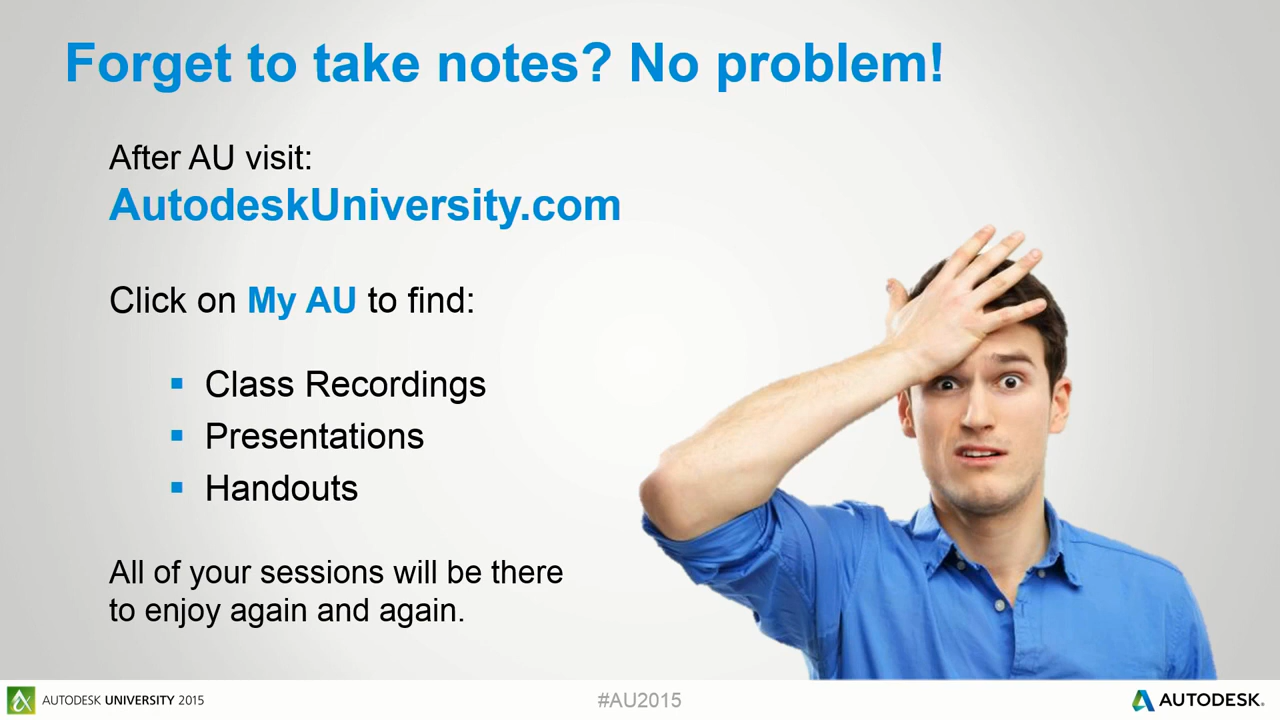 Forget to take notes? No problem!
After AU visit:
AutodeskUniversity.com
Click on My AU to find:
▪ Class Recordings
▪ Presentations
▪ Handouts
All of your sessions will be there
to enjoy again and again.
AUTODESK UNIVERSITY 2015
#AU2015
AUTODESK®